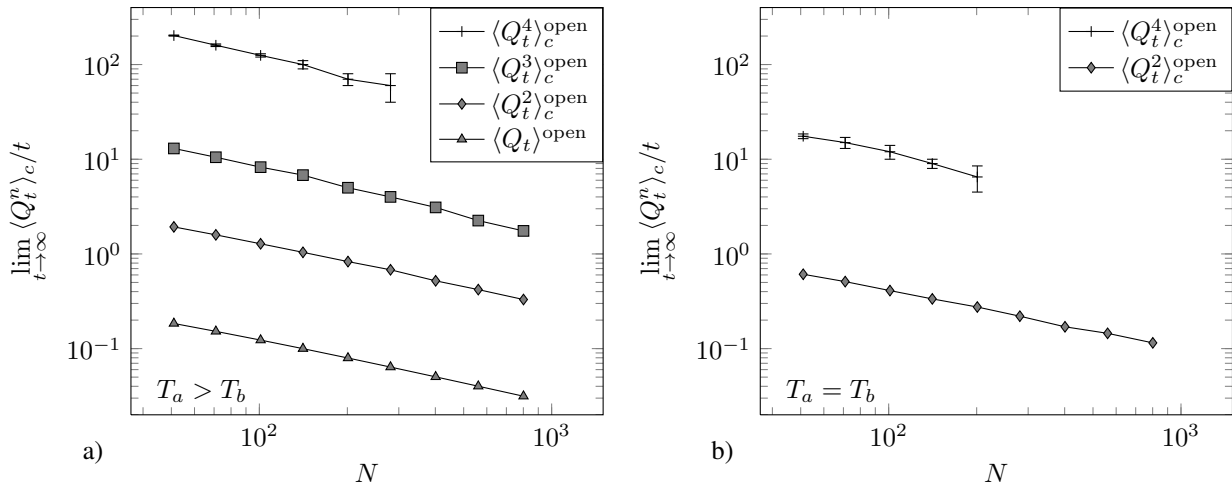 lim t→∞ ⟨Q_t^n⟩_c/t
10^2
10^1
10^0
10^−1
⟨Q_t^4⟩_c^open
⟨Q_t^3⟩_c^open
⟨Q_t^2⟩_c^open
⟨Q_t⟩^open
T_a > T_b
10^2
10^3
a)
N
lim t→∞ ⟨Q_t^n⟩_c/t
10^2
10^1
10^0
10^−1
⟨Q_t^4⟩_c^open
⟨Q_t^2⟩_c^open
T_a = T_b
10^2
10^3
b)
N